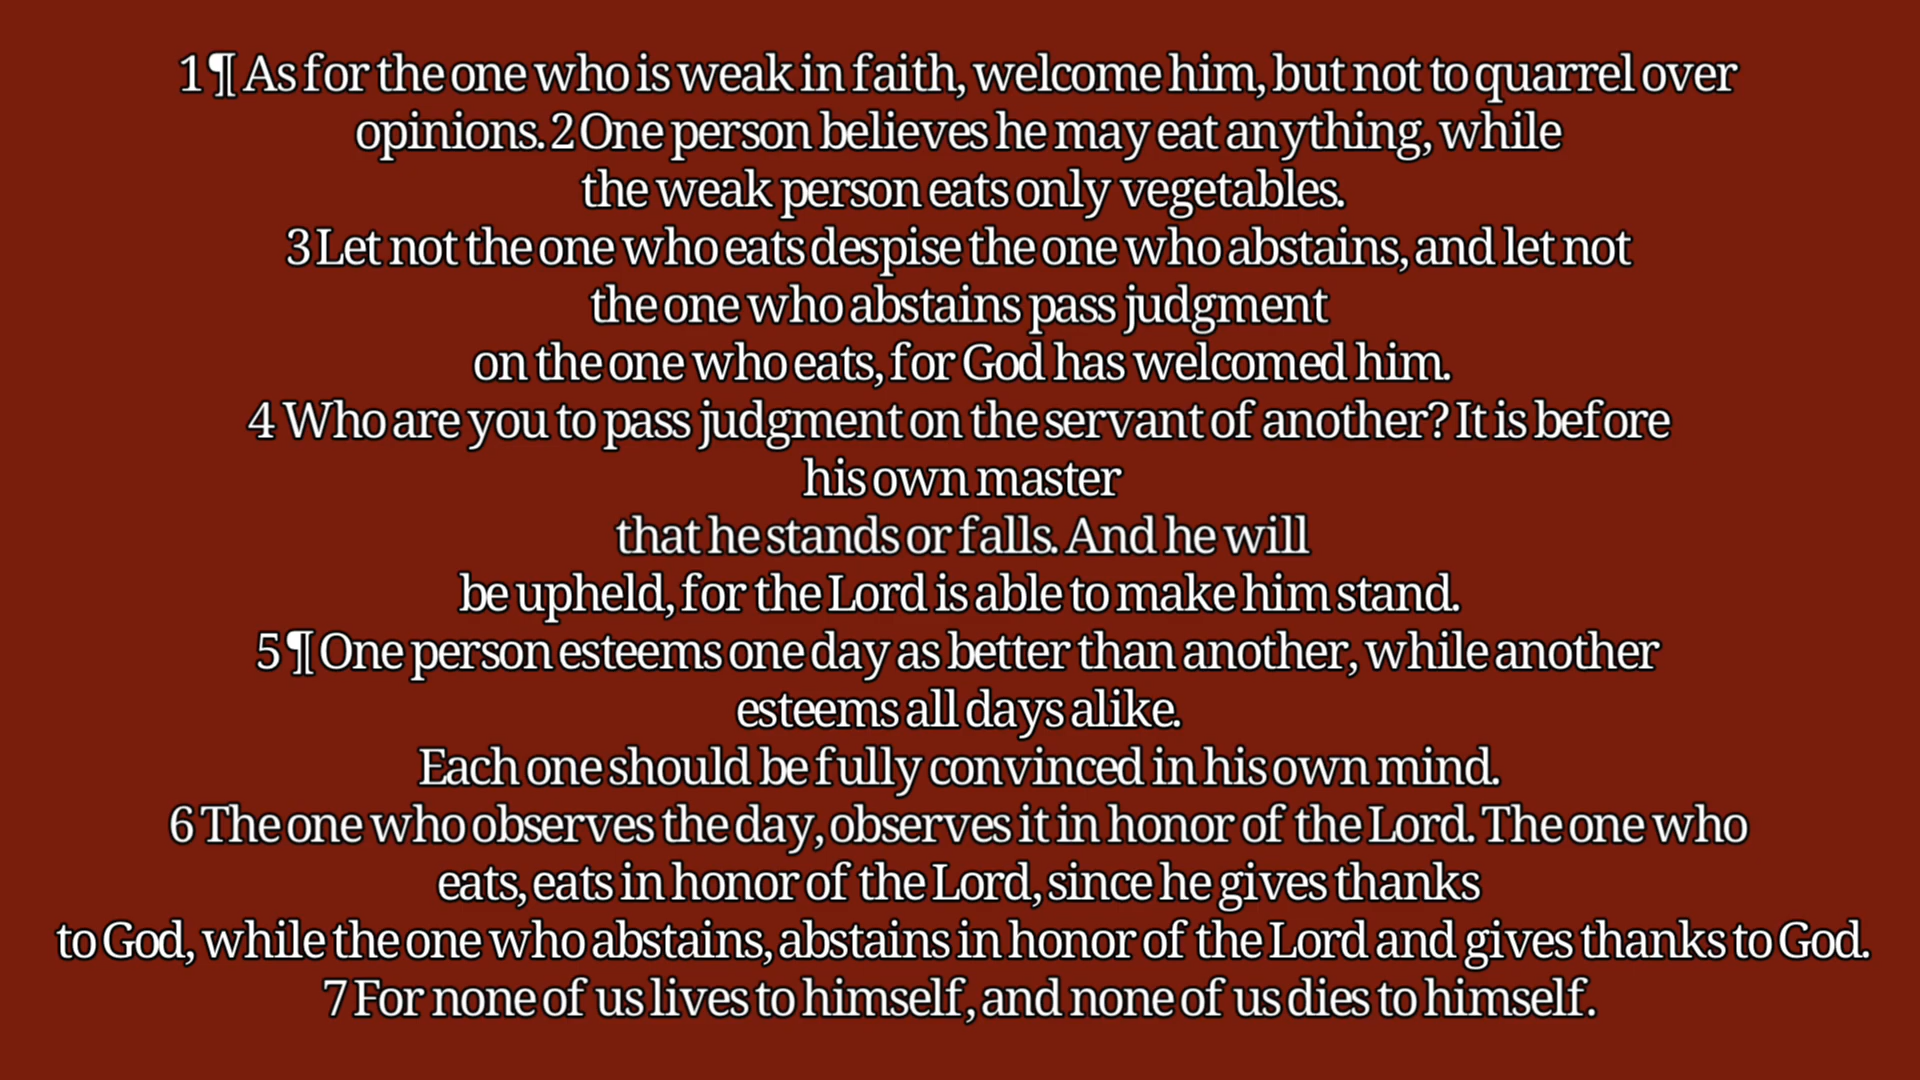 1 ¶ As for the one who is weak in faith, welcome him, but not to quarrel over
opinions. 2 One person believes he may eat anything, while
the weak person eats only vegetables.
3 Let not the one who eats despise the one who abstains, and let not
the one who abstains pass judgment
on the one who eats, for God has welcomed him.
4 Who are you to pass judgment on the servant of another? It is before
his own master
that he stands or falls. And he will
be upheld, for the Lord is able to make him stand.
5 ¶ One person esteems one day as better than another, while another
esteems all days alike.
Each one should be fully convinced in his own mind.
6 The one who observes the day, observes it in honor of the Lord. The one who
eats, eats in honor of the Lord, since he gives thanks
to God, while the one who abstains, abstains in honor of the Lord and gives thanks to God.
7 For none of us lives to himself, and none of us dies to himself.